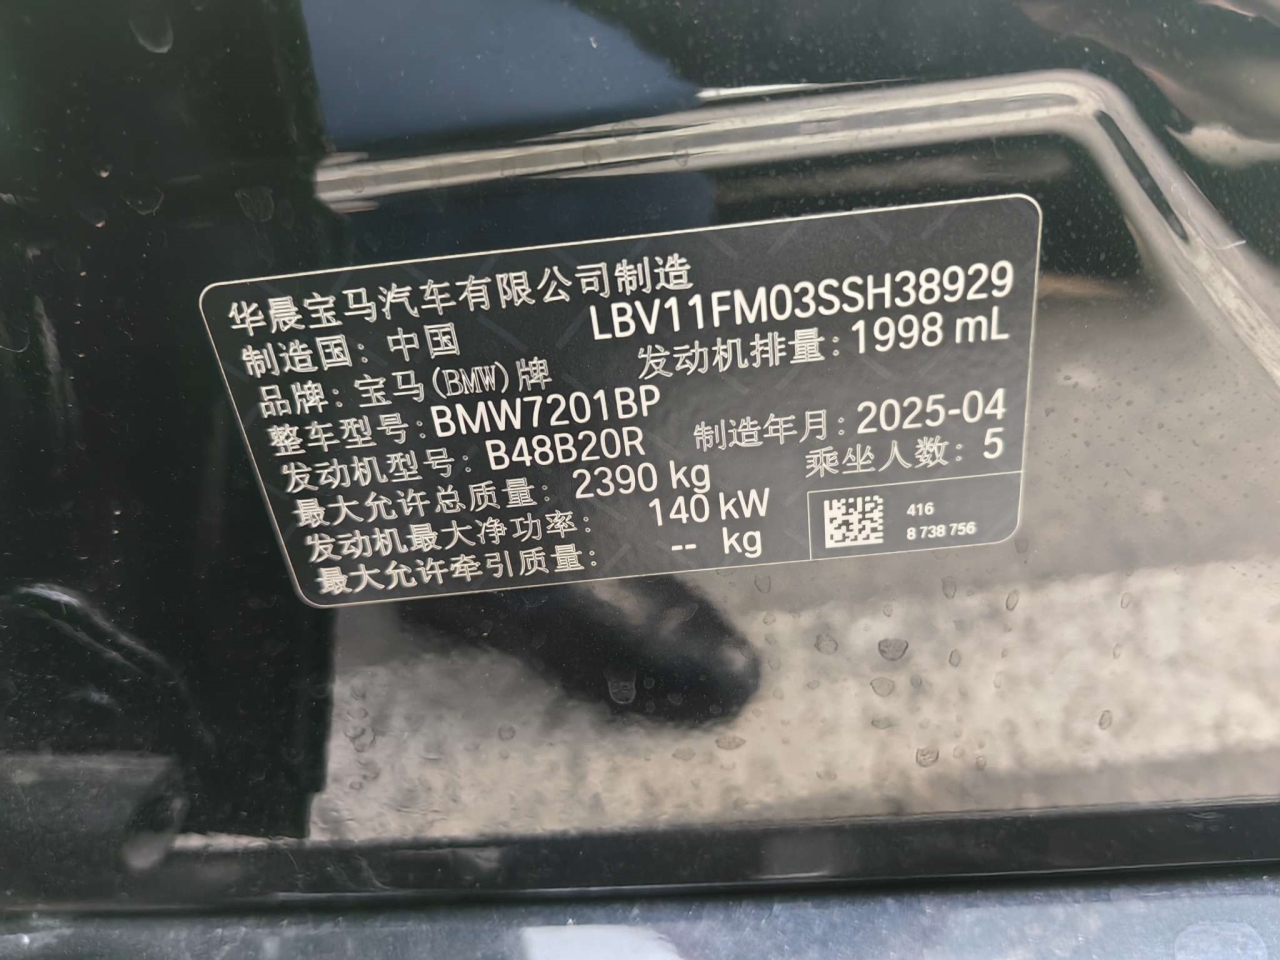 华晨宝马汽车有限公司制造
制造国: 中国 LBV11FM03SSH38929
品牌: 宝马(BMW)牌 发动机排量: 1998 mL
整车型号: BMW7201BP
发动机型号: B48B20R 制造年月: 2025-04
最大允许总质量: 2390 kg 乘坐人数: 5
发动机最大净功率: 140 kW
最大允许牵引质量: -- kg
416
8 738 756